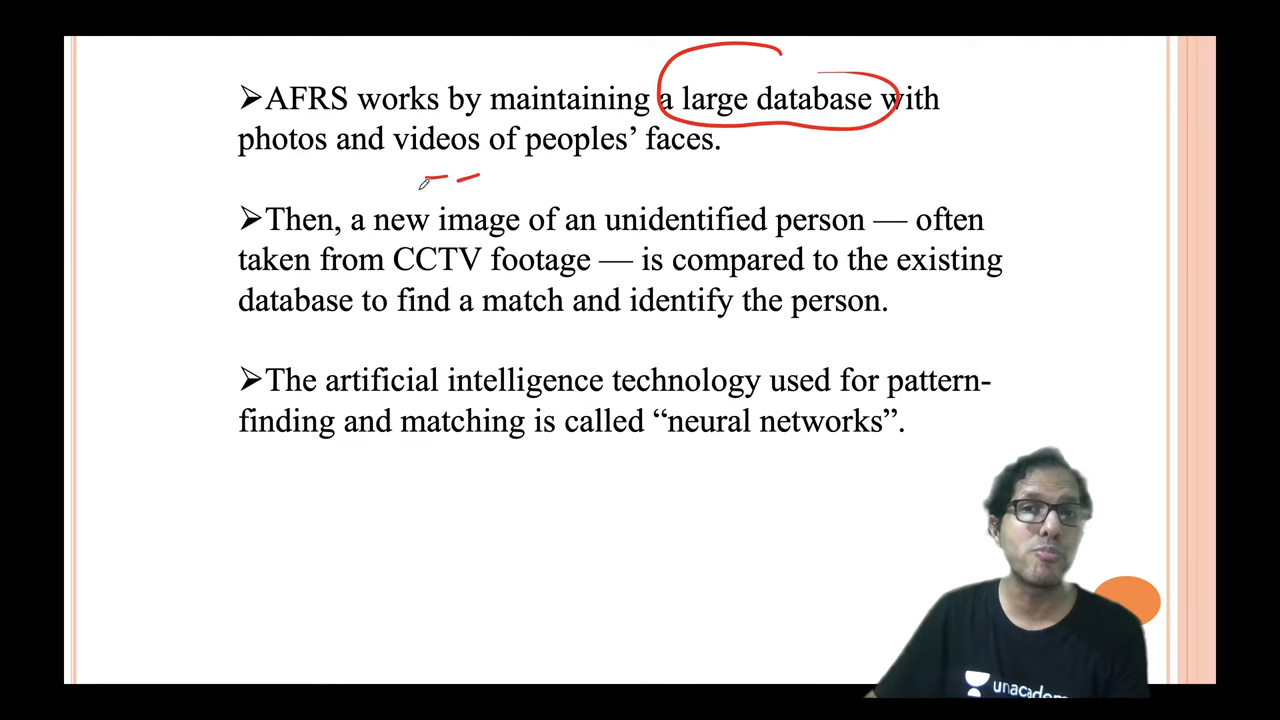 ➢AFRS works by maintaining a large database with
photos and videos of peoples’ faces.
➢Then, a new image of an unidentified person — often
taken from CCTV footage — is compared to the existing
database to find a match and identify the person.
➢The artificial intelligence technology used for pattern-
finding and matching is called “neural networks”.